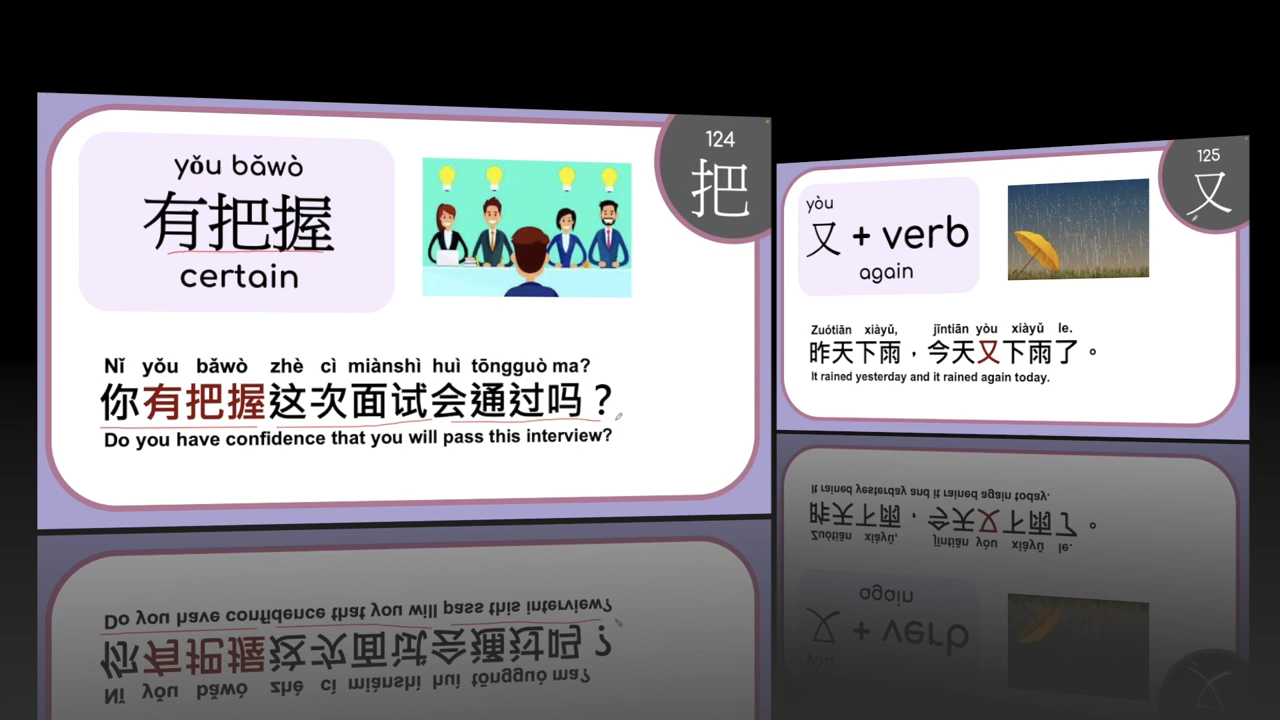 124
把
yǒu bǎwò
有把握
certain
Nǐ yǒu bǎwò zhè cì miànshì huì tōngguò ma?
你有把握这次面试会通过吗？
Do you have confidence that you will pass this interview?
125
又
yòu
又 + verb
again
Zuótiān xiàyǔ, jīntiān yòu xiàyǔ le.
昨天下雨，今天又下雨了。
It rained yesterday and it rained again today.